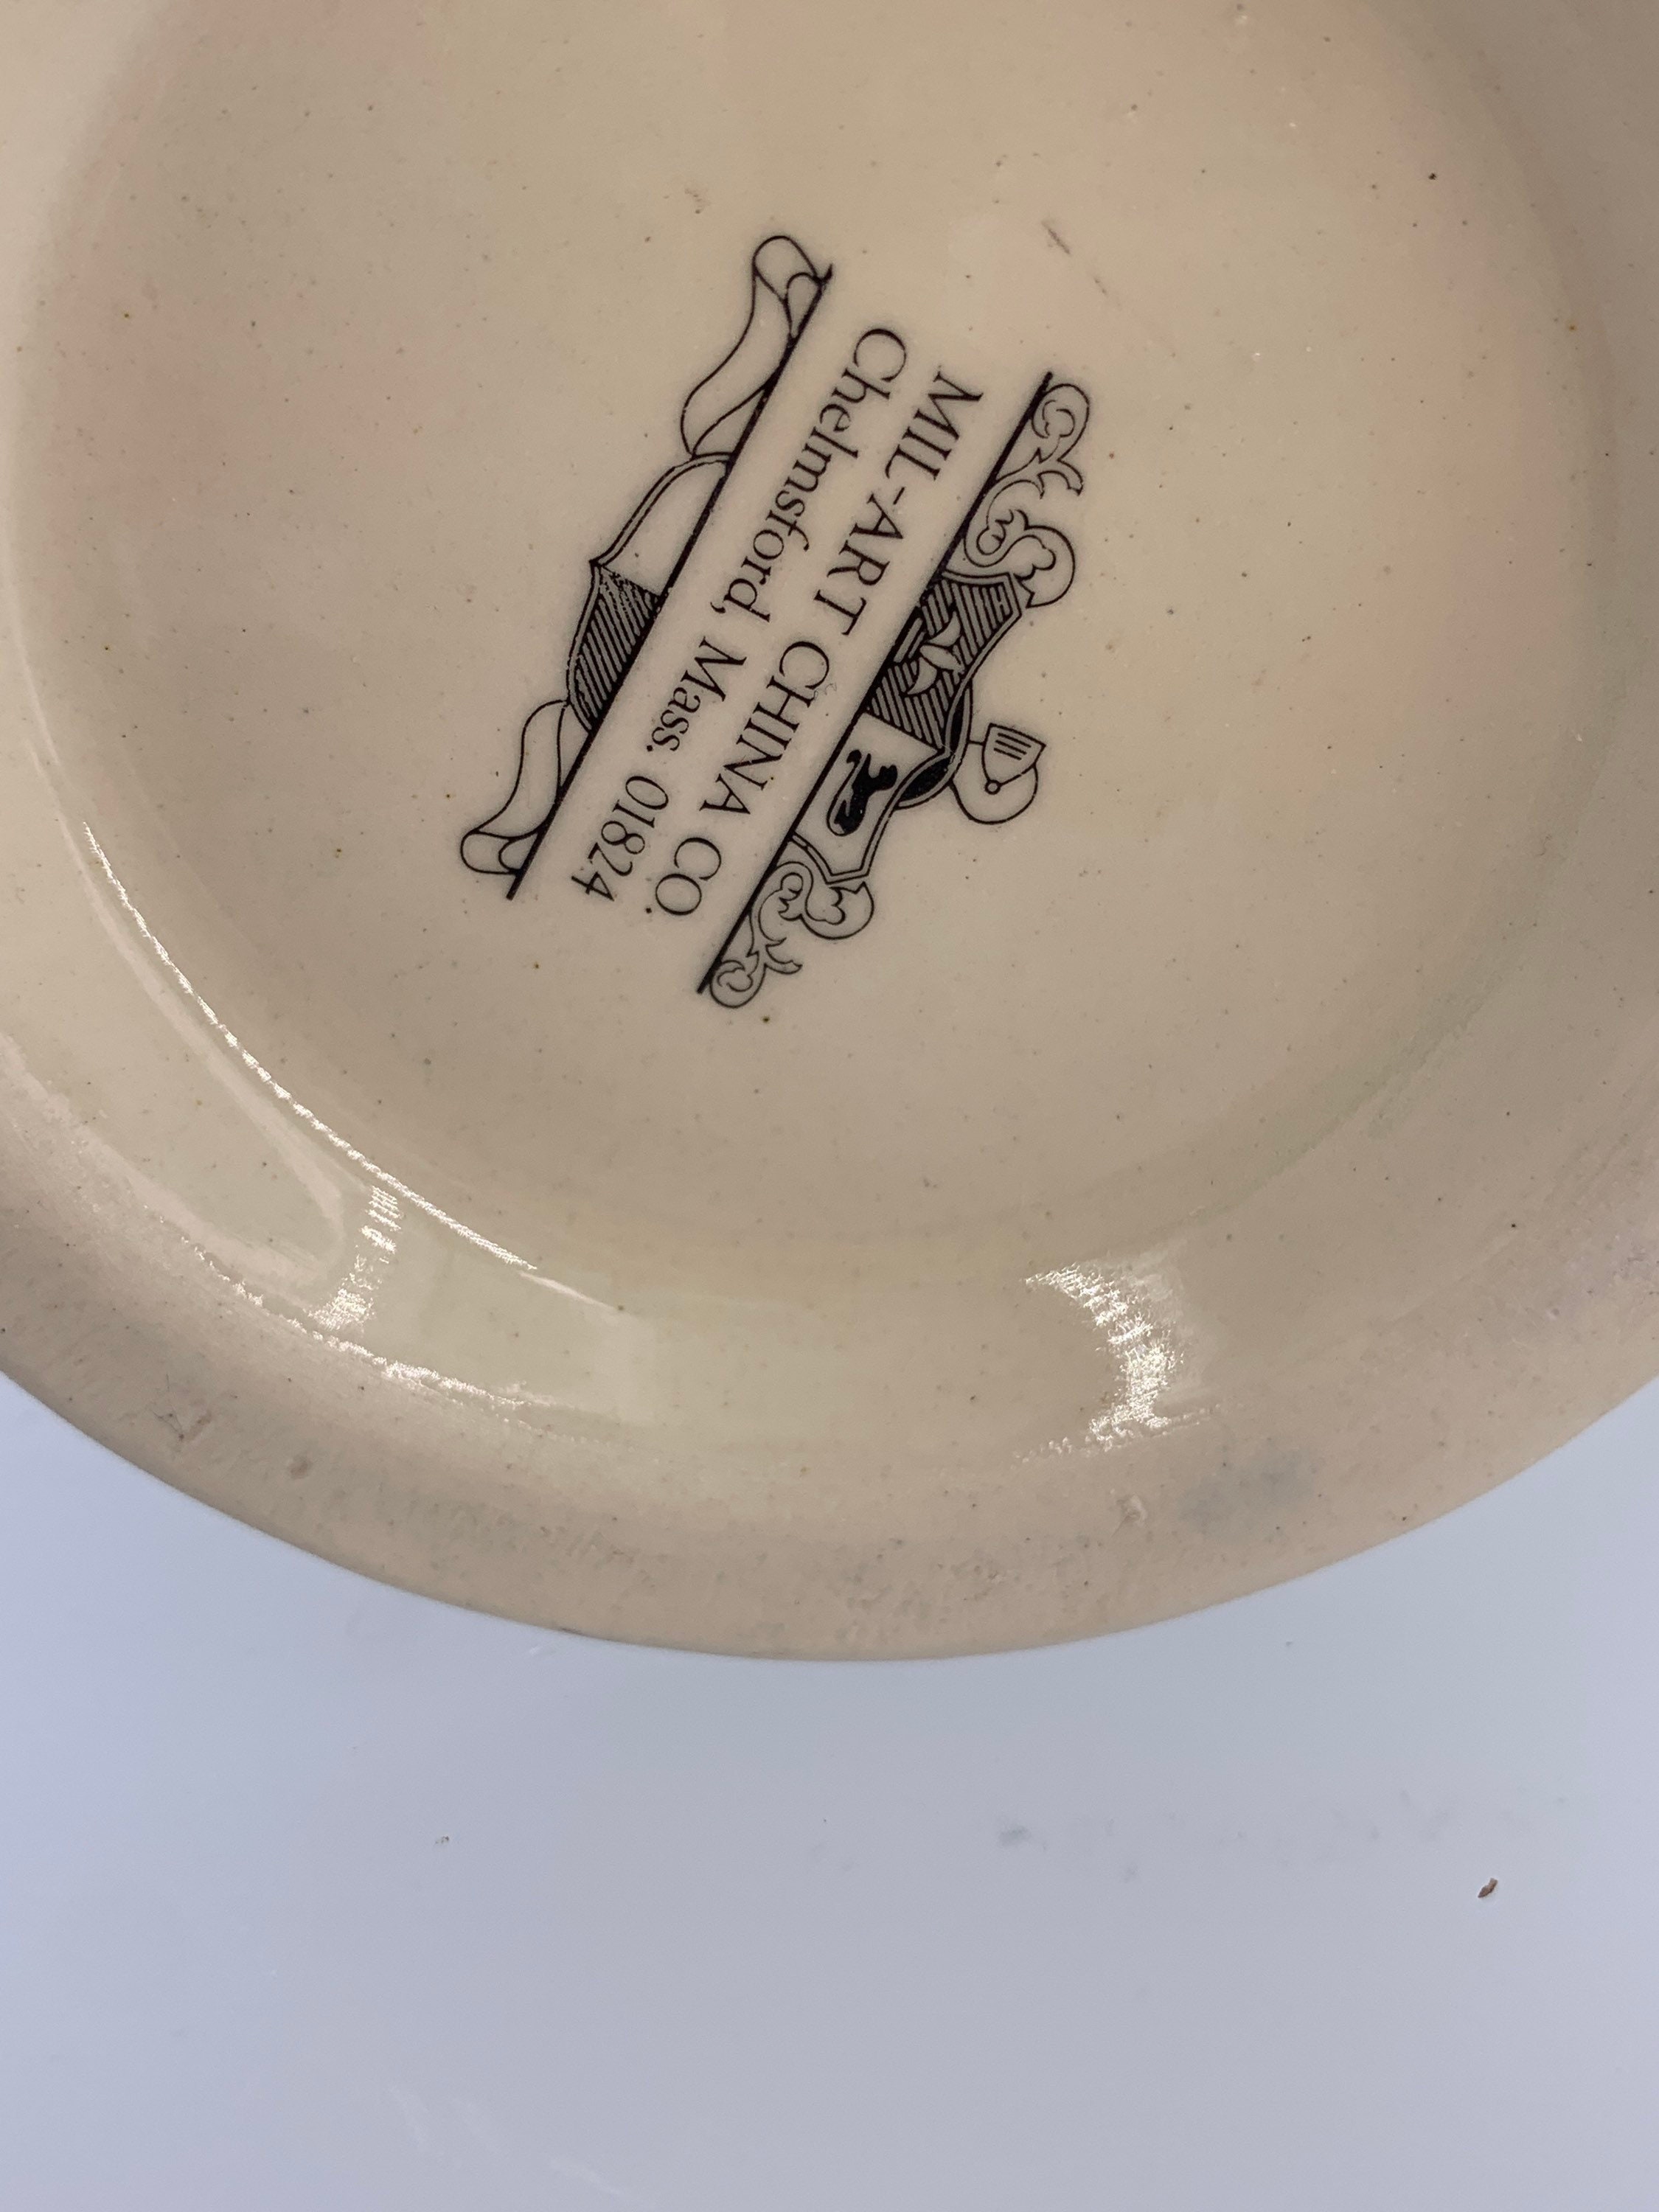 MIL-ART CHINA CO.
Chelmsford, Mass. 01824